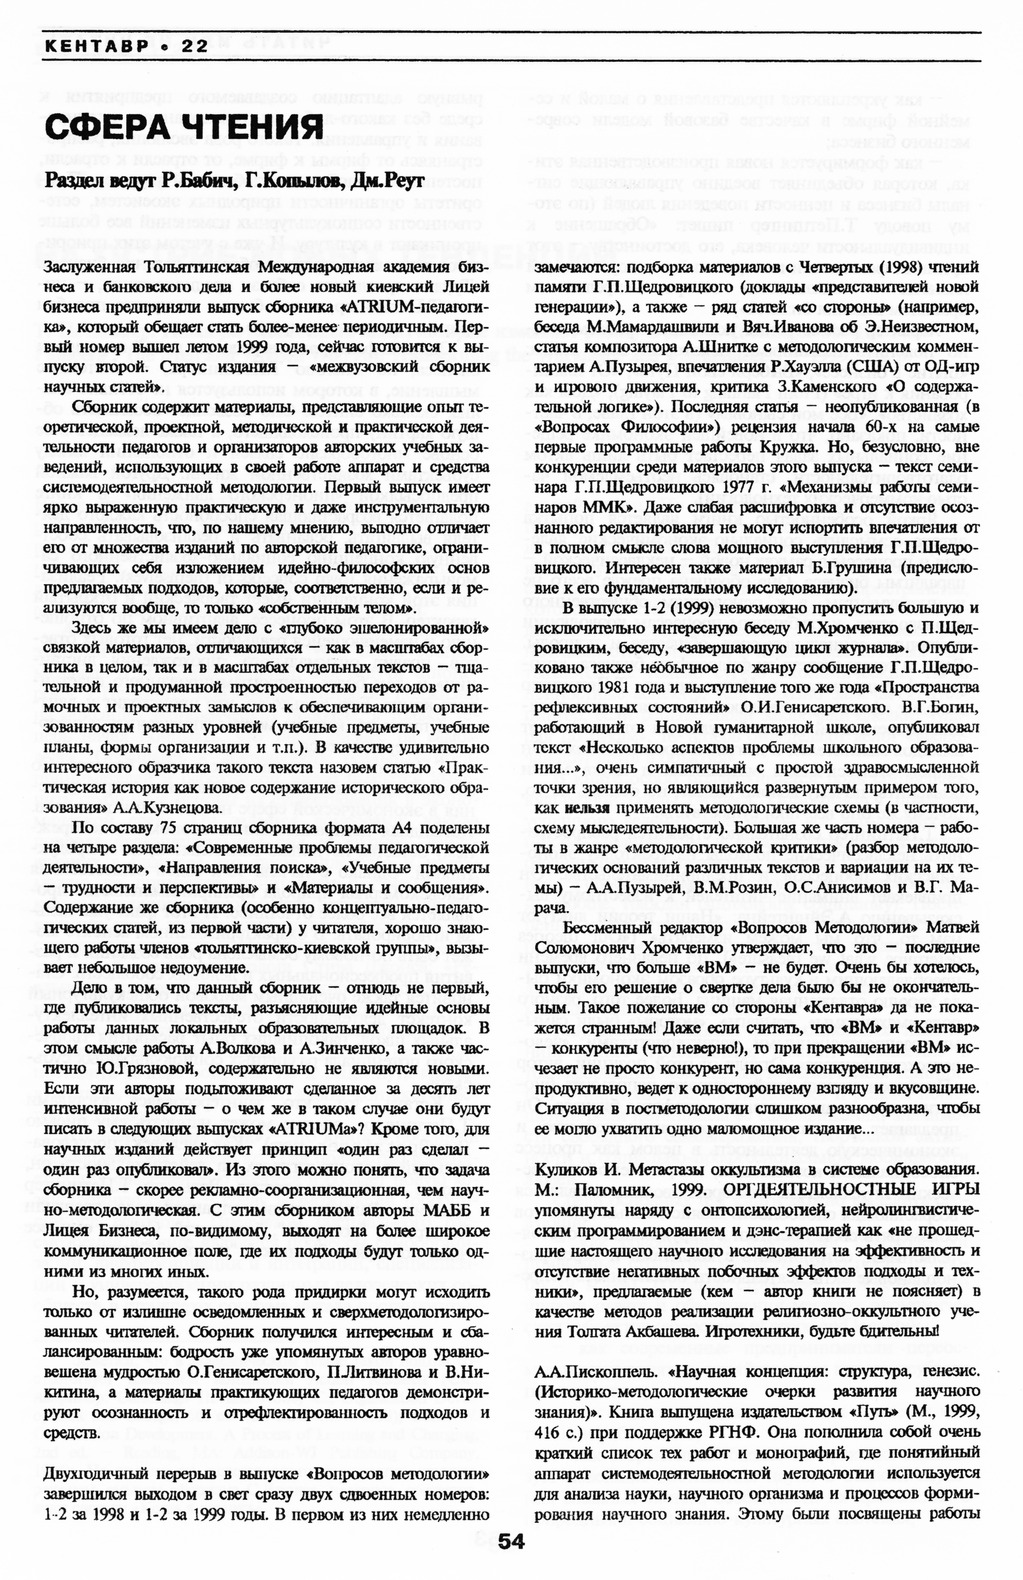 КЕНТАВР • 22
СФЕРА ЧТЕНИЯ
Раздел ведут Р.Бабич, Г.Копылов, Дм.Реут
Заслуженная Тольяттинская Международная академия биз-
неса и банковского дела и более новый киевский Лицей
бизнеса предприняли выпуск сборника «ATRIUM-педагоги-
ка», который обещает стать более-менее периодичным. Пер-
вый номер вышел летом 1999 года, сейчас готовится к вы-
пуску второй. Статус издания — «межвузовский сборник
научных статей».
Сборник содержит материалы, представляющие опыт те-
оретической, проектной, методической и практической дея-
тельности педагогов и организаторов авторских учебных за-
ведений, использующих в своей работе аппарат и средства
системодеятельностной методологии. Первый выпуск имеет
ярко выраженную практическую и даже инструментальную
направленность, что, по нашему мнению, выгодно отличает
его от множества изданий по авторской педагогике, ограни-
чивающих себя изложением идейно-философских основ
предлагаемых подходов, которые, соответственно, если и ре-
ализуются вообще, то только «собственным телом».
Здесь же мы имеем дело с «глубоко эшелонированной»
связкой материалов, отличающихся — как в масштабах сбор-
ника в целом, так и в масштабах отдельных текстов — тща-
тельной и продуманной простроенностью переходов от ра-
мочных и проектных замыслов к обеспечивающим органи-
зованностям разных уровней (учебные предметы, учебные
планы, формы организации и т.п.). В качестве удивительно
интересного образчика такого текста назовем статью «Прак-
тическая история как новое содержание исторического обра-
зования» А.А.Кузнецова.
По составу 75 страниц сборника формата А4 поделены
на четыре раздела: «Современные проблемы педагогической
деятельности», «Направления поиска», «Учебные предметы
— трудности и перспективы» и «Материалы и сообщения».
Содержание же сборника (особенно концептуально-педаго-
гических статей, из первой части) у читателя, хорошо знаю-
щего работы членов «тольяттинско-киевской группы», вызы-
вает небольшое недоумение.
Дело в том, что данный сборник — отнюдь не первый,
где публиковались тексты, разъясняющие идейные основы
работы данных локальных образовательных площадок. В
этом смысле работы А.Волкова и А.Зинченко, а также час-
тично Ю.Грязновой, содержательно не являются новыми.
Если эти авторы подытоживают сделанное за десять лет
интенсивной работы — о чем же в таком случае они будут
писать в следующих выпусках «ATRIUMa»? Кроме того, для
научных изданий действует принцип «один раз сделал —
один раз опубликовал». Из этого можно понять, что задача
сборника — скорее рекламно-соорганизационная, чем науч-
но-методологическая. С этим сборником авторы МАББ и
Лицея Бизнеса, по-видимому, выходят на более широкое
коммуникационное поле, где их подходы будут только од-
ними из многих иных.
Но, разумеется, такого рода придирки могут исходить
только от излишне осведомленных и сверхметодологизиро-
ванных читателей. Сборник получился интересным и сба-
лансированным: бодрость уже упомянутых авторов уравно-
вешена мудростью О.Генисаретского, П.Литвинова и В.Ни-
китина, а материалы практикующих педагогов демонстри-
руют осознанность и отрефлектированность подходов и
средств.
Двухгодичный перерыв в выпуске «Вопросов методологии»
завершился выходом в свет сразу двух сдвоенных номеров:
1-2 за 1998 и 1-2 за 1999 годы. В первом из них немедленно
замечаются: подборка материалов с Четвертых (1998) чтений
памяти Г.П.Щедровицкого (доклады «представителей новой
генерации»), а также — ряд статей «со стороны» (например,
беседа М.Мамардашвили и Вяч.Иванова об Э.Неизвестном,
статья композитора А.Шнитке с методологическим коммен-
тарием А.Пузырея, впечатления Р.Хауэлла (США) от ОД-игр
и игрового движения, критика З.Каменского «О содержа-
тельной логике»). Последняя статья — неопубликованная (в
«Вопросах Философии») рецензия начала 60-х на самые
первые программные работы Кружка. Но, безусловно, вне
конкуренции среди материалов этого выпуска — текст семи-
нара Г.П.Щедровицкого 1977 г. «Механизмы работы семи-
наров ММК». Даже слабая расшифровка и отсутствие осоз-
нанного редактирования не могут испортить впечатления от
в полном смысле слова мощного выступления Г.П.Щедро-
вицкого. Интересен также материал Б.Грушина (предисло-
вие к его фундаментальному исследованию).
В выпуске 1-2 (1999) невозможно пропустить большую и
исключительно интересную беседу М.Хромченко с П.Щед-
ровицким, беседу, «завершающую цикл журнала». Опубли-
ковано также необычное по жанру сообщение Г.П.Щедро-
вицкого 1981 года и выступление того же года «Пространства
рефлексивных состояний» О.И.Генисаретского. В.Г.Богин,
работающий в Новой гуманитарной школе, опубликовал
текст «Несколько аспектов проблемы школьного образова-
ния...», очень симпатичный с простой здравосмысленной
точки зрения, но являющийся развернутым примером того,
как нельзя применять методологические схемы (в частности,
схему мыследеятельности). Большая же часть номера — рабо-
ты в жанре «методологической критики» (разбор методоло-
гических оснований различных текстов и вариации на их те-
мы) — А.А.Пузырей, В.М.Розин, О.С.Анисимов и В.Г. Ма-
рача.
Бессменный редактор «Вопросов Методологии» Матвей
Соломонович Хромченко утверждает, что это — последние
выпуски, что больше «ВМ» — не будет. Очень бы хотелось,
чтобы его решение о свертке дела было бы не окончатель-
ным. Такое пожелание со стороны «Кентавра» да не пока-
жется странным! Даже если считать, что «ВМ» и «Кентавр»
— конкуренты (что неверно!), то при прекращении «ВМ» ис-
чезает не просто конкурент, но сама конкуренция. А это не-
продуктивно, ведет к одностороннему взгляду и вкусовщине.
Ситуация в постметодологии слишком разнообразна, чтобы
ее могло ухватить одно маломощное издание...
Куликов И. Метастазы оккультизма в системе образования.
М.: Паломник, 1999. ОРГДЕЯТЕЛЬНОСТНЫЕ ИГРЫ
упомянуты наряду с онтопсихологией, нейролингвистиче-
ским программированием и дэнс-терапией как «не прошед-
шие настоящего научного исследования на эффективность и
отсутствие негативных побочных эффектов подходы и тех-
ники», предлагаемые (кем — автор книги не поясняет) в
качестве методов реализации религиозно-оккультного уче-
ния Толгата Акбашева. Игротехники, будьте бдительны!
А.А.Пископпель. «Научная концепция: структура, генезис.
(Историко-методологические очерки развития научного
знания)». Книга выпущена издательством «Путь» (М., 1999,
416 с.) при поддержке РГНФ. Она пополнила собой очень
краткий список тех работ и монографий, где понятийный
аппарат системодеятельностной методологии используется
для анализа науки, научного организма и процессов форми-
рования научного знания. Этому были посвящены работы
54